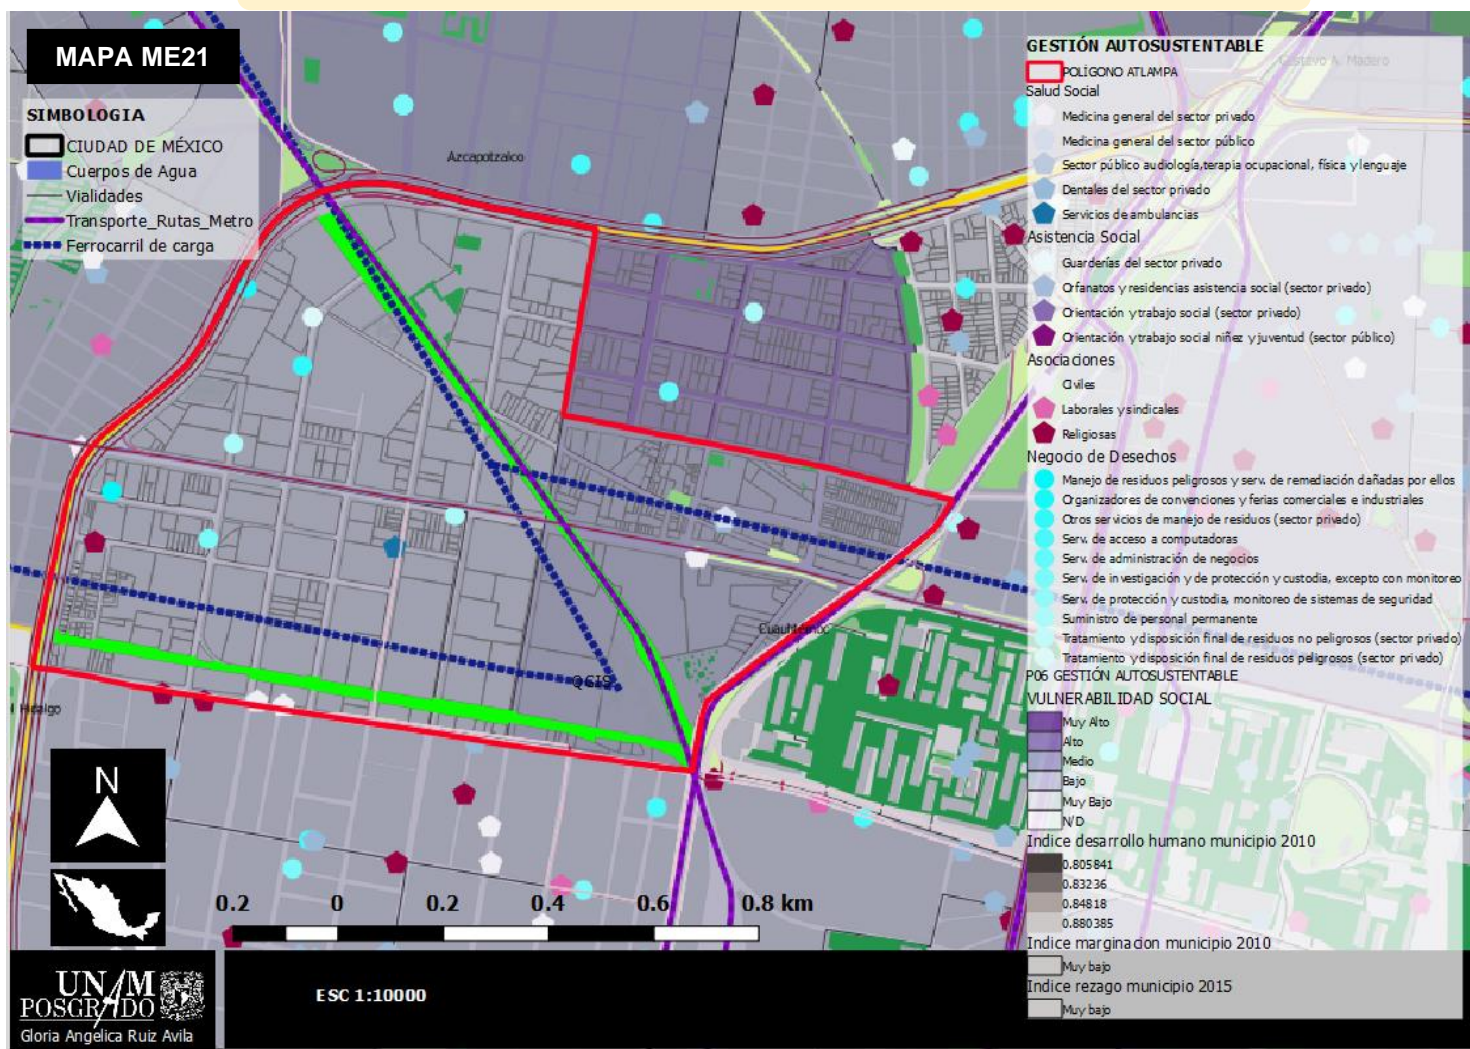 MAPA ME21
SIMBOLOGIA
CIUDAD DE MÉXICO
Cuerpos de Agua
Vialidades
Transporte_Rutas_Metro
Ferrocarril de carga
Azcapotzalco
Cuauhtémoc
QGIS
Hidalgo
Gustavo A. Madero
GESTIÓN AUTOSUSTENTABLE
POLÍGONO ATLAMPA
Salud Social
Medicina general del sector privado
Medicina general del sector público
Sector público audiología,terapia ocupacional, física y lenguaje
Dentales del sector privado
Servicios de ambulancias
Asistencia Social
Guarderías del sector privado
Orfanatos y residencias asistencia social (sector privado)
Orientación y trabajo social (sector privado)
Orientación y trabajo social niñez y juventud (sector público)
Asociaciones
Civiles
Laborales y sindicales
Religiosas
Negocio de Desechos
Manejo de residuos peligrosos y serv. de remediación dañadas por ellos
Organizadores de convenciones y ferias comerciales e industriales
Otros servicios de manejo de residuos (sector privado)
Serv. de acceso a computadoras
Serv. de administración de negocios
Serv. de investigación y de protección y custodia, excepto con monitoreo
Serv. de protección y custodia, monitoreo de sistemas de seguridad
Suministro de personal permanente
Tratamiento y disposición final de residuos no peligrosos (sector privado)
Tratamiento y disposición final de residuos peligrosos (sector privado)
P06 GESTIÓN AUTOSUSTENTABLE
VULNERABILIDAD SOCIAL
Muy Alto
Alto
Medio
Bajo
Muy Bajo
N/D
Indice desarrollo humano municipio 2010
0.805841
0.83236
0.84818
0.880385
Indice marginacion municipio 2010
Muy bajo
Indice rezago municipio 2015
Muy bajo
N
0.2 0 0.2 0.4 0.6 0.8 km
UNAM
POSGRADO
Gloria Angelica Ruiz Avila
ESC 1:10000